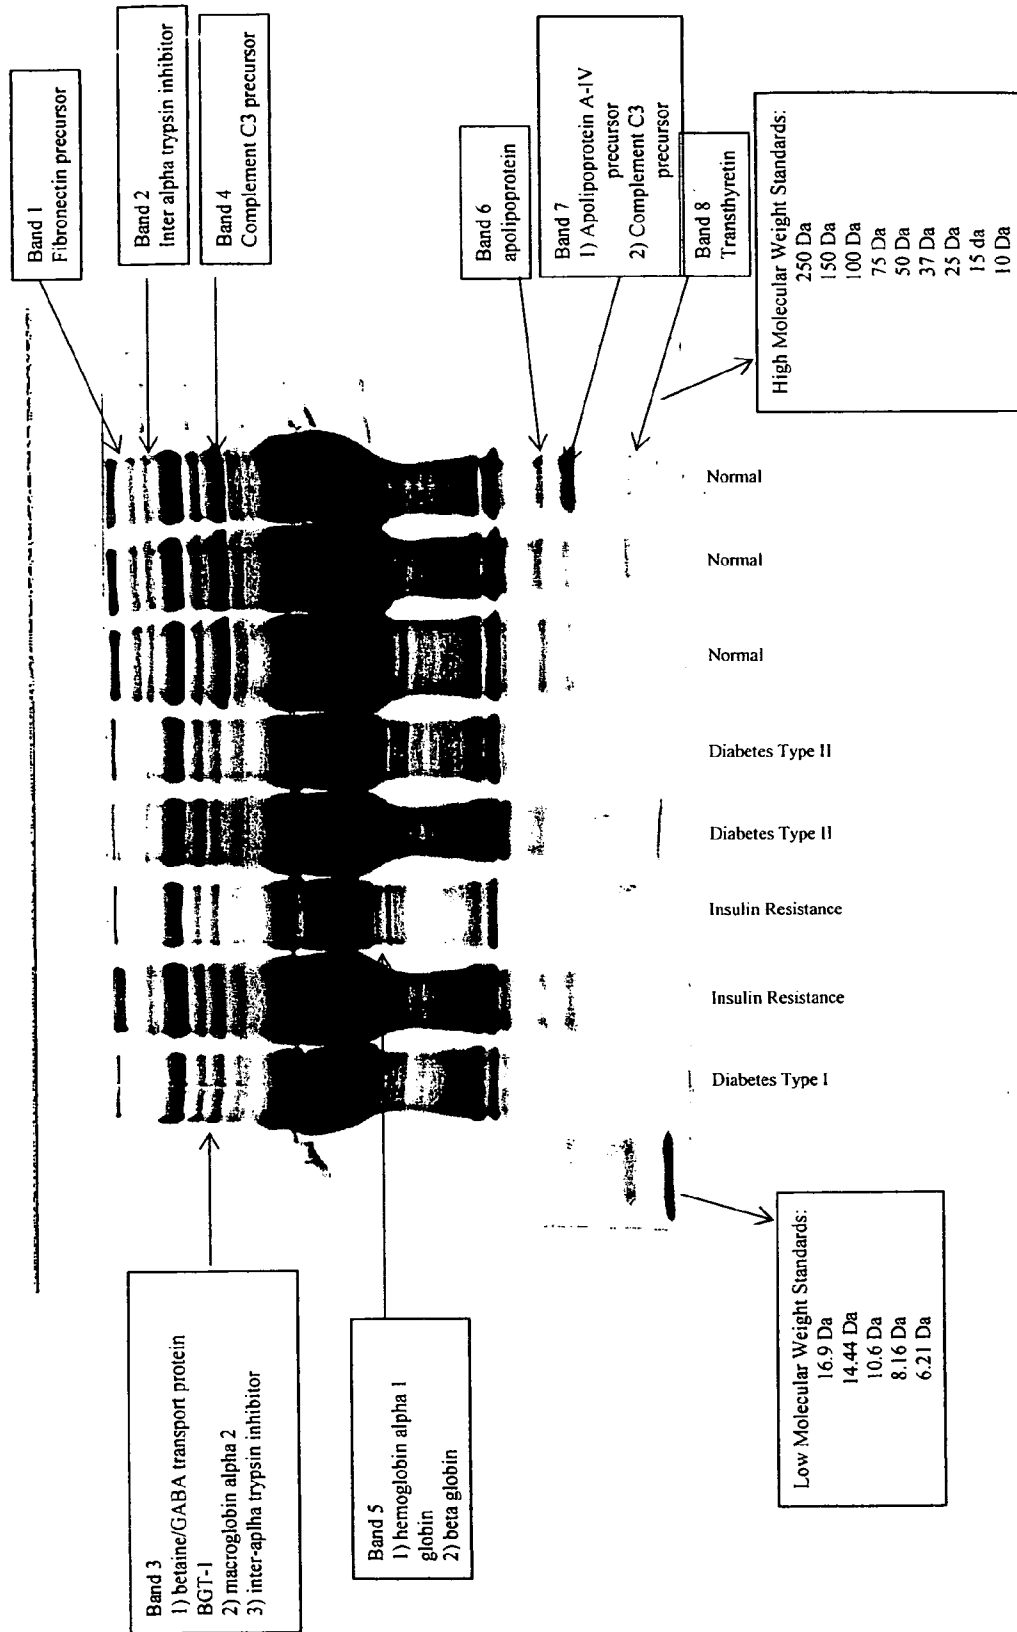 Band 1
Fibronectin precursor
Band 2
Inter alpha trypsin inhibitor
Band 4
Complement C3 precursor
Band 6
apolipoprotein
Band 7
1) Apolipoprotein A-IV
precursor
2) Complement C3
precursor
Band 8
Transthyretin
High Molecular Weight Standards:
250 Da
150 Da
100 Da
75 Da
50 Da
37 Da
25 Da
15 da
10 Da
Normal
Normal
Normal
Diabetes Type II
Diabetes Type II
Insulin Resistance
Insulin Resistance
Diabetes Type I
Band 3
1) betaine/GABA transport protein
BGT-1
2) macroglobin alpha 2
3) inter-aplha trypsin inhibitor
Band 5
1) hemoglobin alpha 1
globin
2) beta globin
Low Molecular Weight Standards:
16.9 Da
14.44 Da
10.6 Da
8.16 Da
6.21 Da